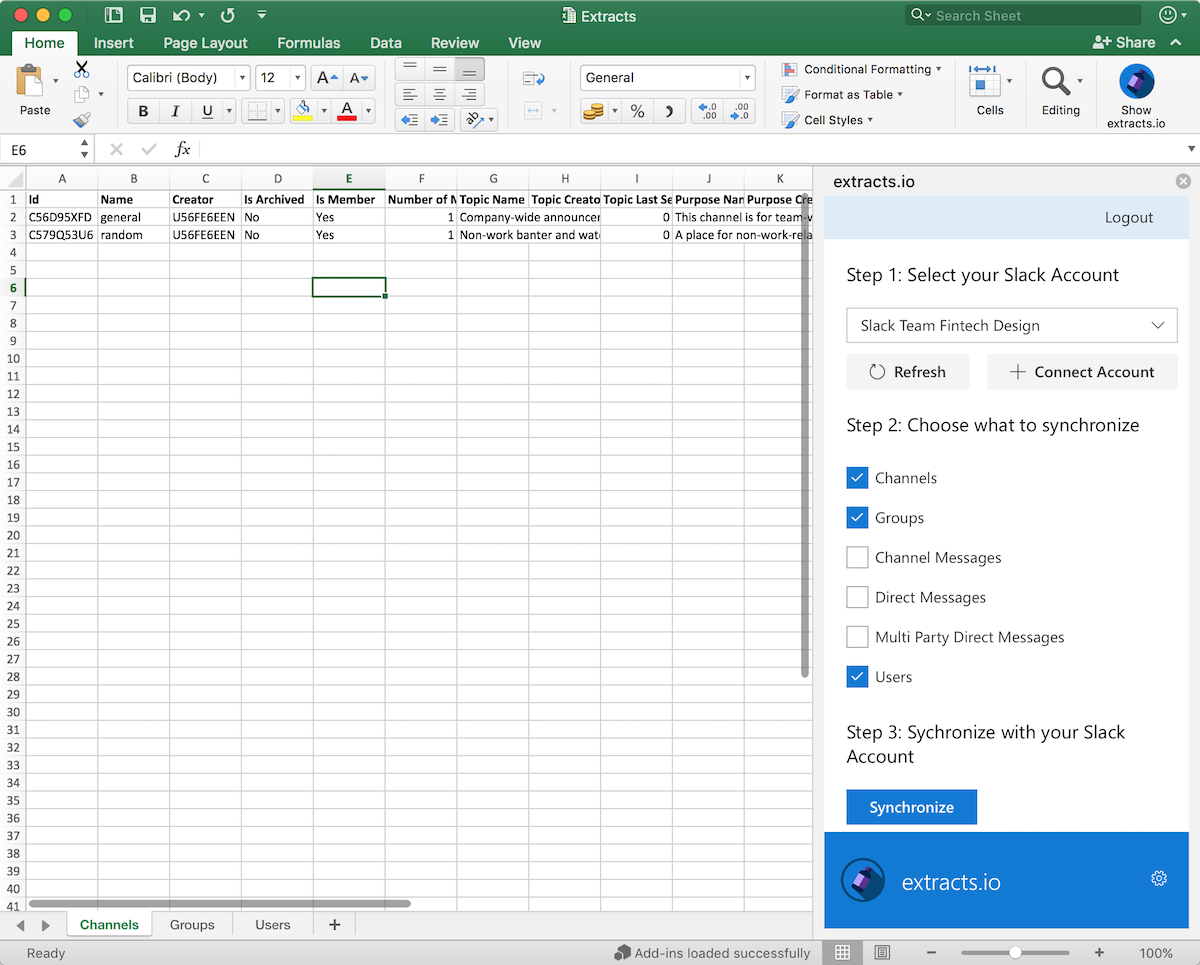 Extracts
Search Sheet
Home Insert Page Layout Formulas Data Review View
Share
Paste
Calibri (Body) 12
General
Conditional Formatting
Format as Table
Cell Styles
Cells
Editing
Show
extracts.io
B I U A
% .00 .0
E6 fx
A B C D E F G H I J K
1 Id Name Creator Is Archived Is Member Number of M Topic Name Topic Creato Topic Last Se Purpose Nan Purpose Cre
2 C56D95XFD general U56FE6EEN No Yes 1 Company-wide announcer 0 This channel is for team-w
3 C579Q53U6 random U56FE6EEN No Yes 1 Non-work banter and wat 0 A place for non-work-rela
4
5
6
7
8
9
10
11
12
13
14
15
16
17
18
19
20
21
22
23
24
25
26
27
28
29
30
31
32
33
34
35
36
37
38
39
40
41
Channels Groups Users +
Ready
Add-ins loaded successfully
100%
extracts.io
Logout
Step 1: Select your Slack Account
Slack Team Fintech Design
Refresh
Connect Account
Step 2: Choose what to synchronize
Channels
Groups
Channel Messages
Direct Messages
Multi Party Direct Messages
Users
Step 3: Sychronize with your Slack
Account
Synchronize
extracts.io